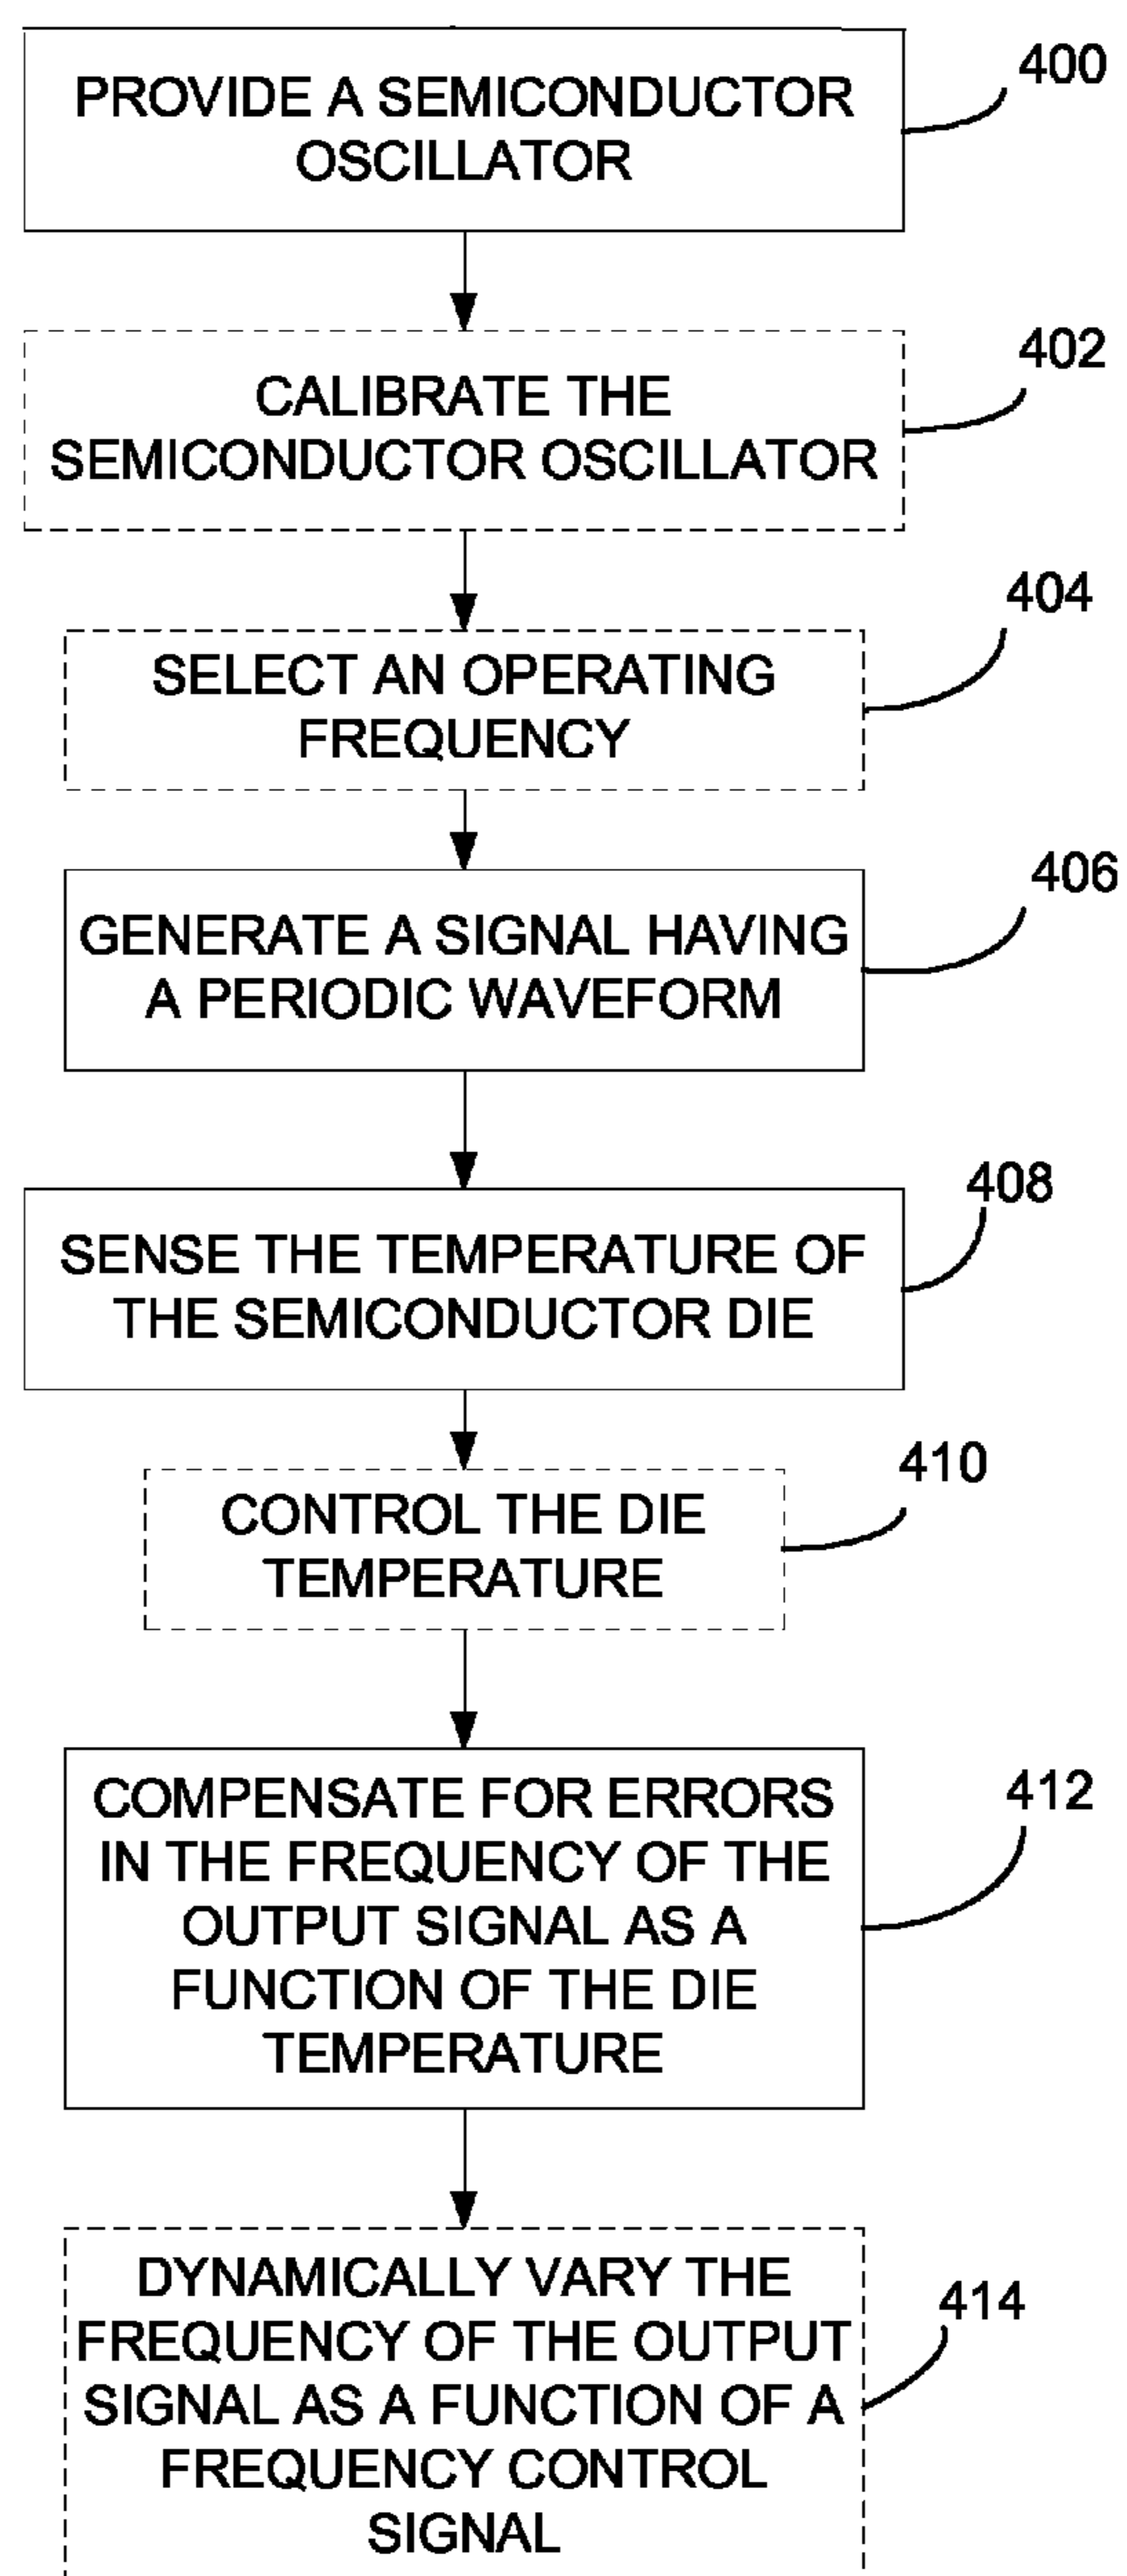 PROVIDE A SEMICONDUCTOR
OSCILLATOR
400
CALIBRATE THE
SEMICONDUCTOR OSCILLATOR
402
SELECT AN OPERATING
FREQUENCY
404
GENERATE A SIGNAL HAVING
A PERIODIC WAVEFORM
406
SENSE THE TEMPERATURE OF
THE SEMICONDUCTOR DIE
408
CONTROL THE DIE
TEMPERATURE
410
COMPENSATE FOR ERRORS
IN THE FREQUENCY OF THE
OUTPUT SIGNAL AS A
FUNCTION OF THE DIE
TEMPERATURE
412
DYNAMICALLY VARY THE
FREQUENCY OF THE OUTPUT
SIGNAL AS A FUNCTION OF A
FREQUENCY CONTROL
SIGNAL
414